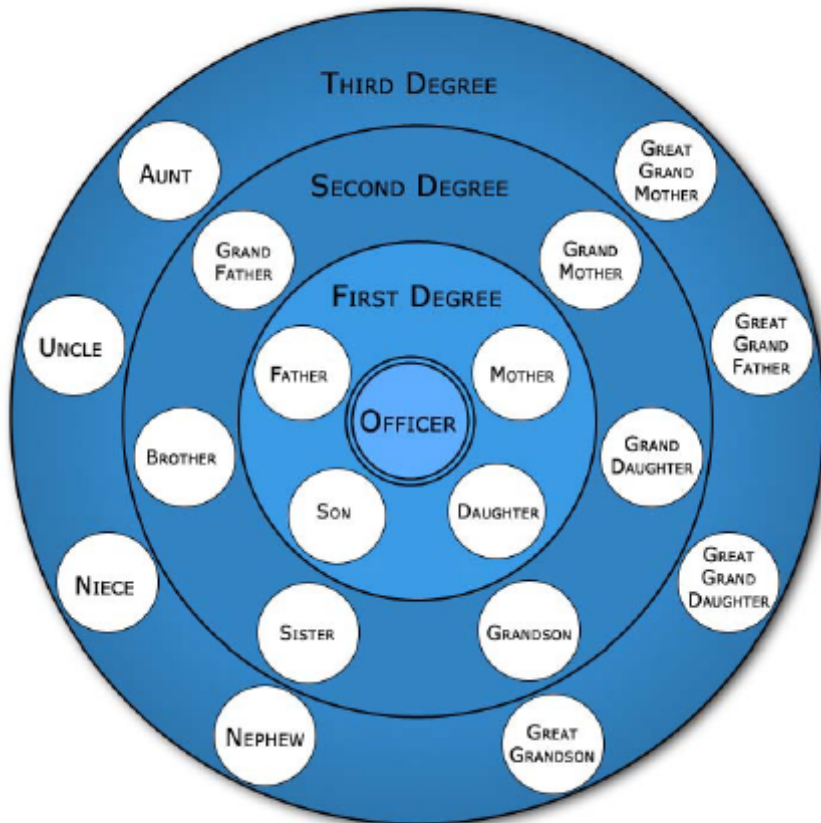 Third Degree
Aunt
Great
Grand
Mother
Second Degree
Grand
Father
Grand
Mother
First Degree
Uncle
Great
Grand
Father
Father
Mother
Officer
Brother
Grand
Daughter
Son
Daughter
Niece
Great
Grand
Daughter
Sister
Grandson
Nephew
Great
Grandson